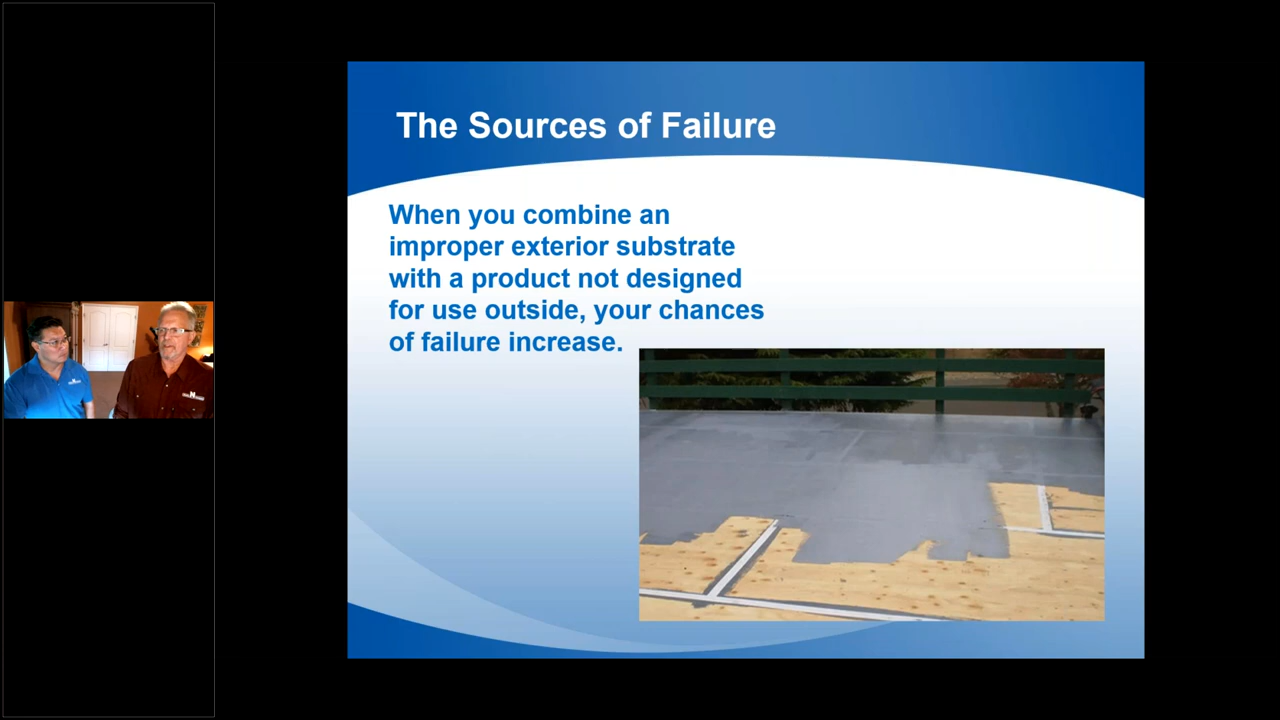 The Sources of Failure
When you combine an
improper exterior substrate
with a product not designed
for use outside, your chances
of failure increase.